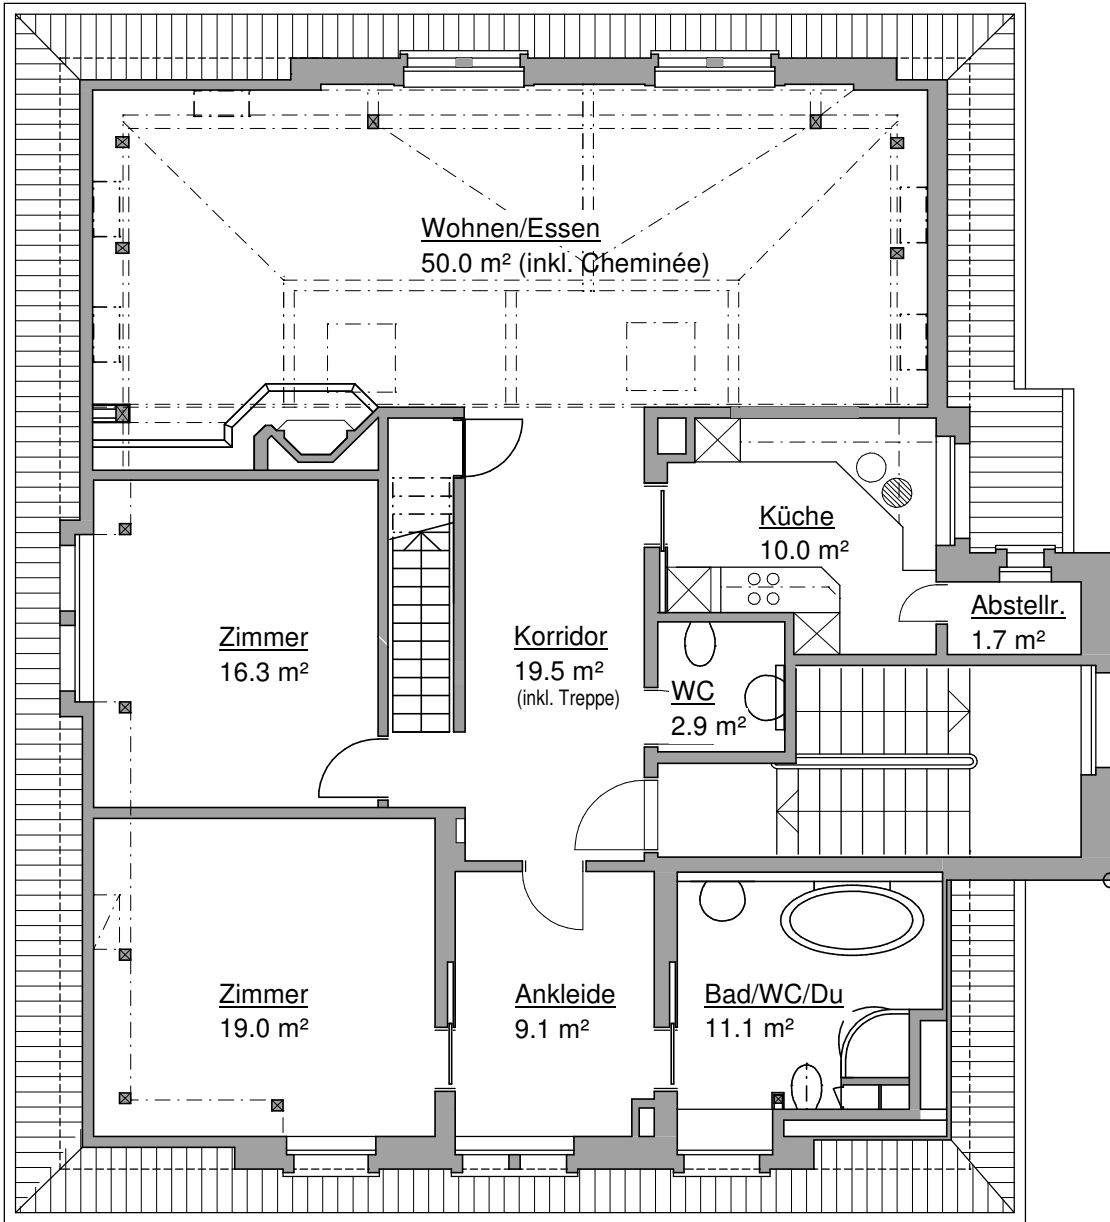 Wohnen/Essen
50.0 m² (inkl. Cheminée)
Küche
10.0 m²
Abstellr.
1.7 m²
Zimmer
16.3 m²
Korridor
19.5 m²
(inkl. Treppe)
WC
2.9 m²
Zimmer
19.0 m²
Ankleide
9.1 m²
Bad/WC/Du
11.1 m²